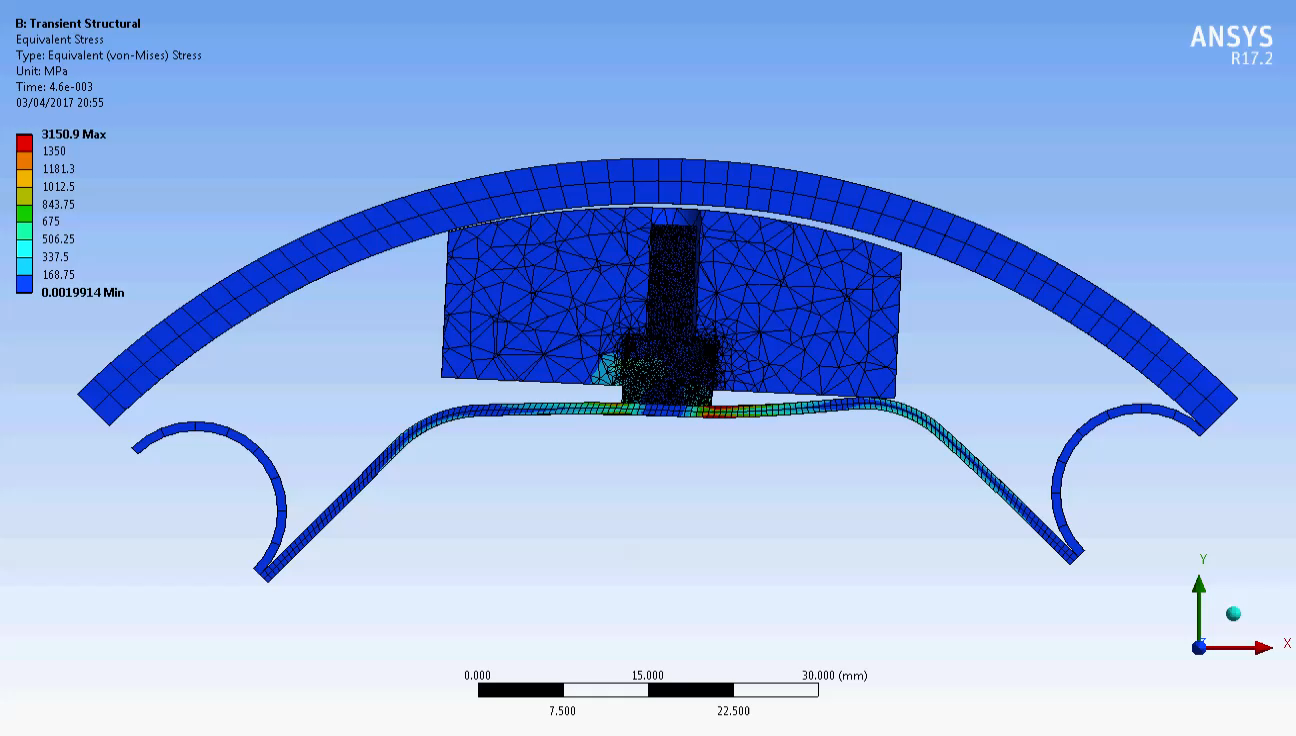 B: Transient Structural
Equivalent Stress
Type: Equivalent (von-Mises) Stress
Unit: MPa
Time: 4.6e-003
03/04/2017 20:55
ANSYS
R17.2
3150.9 Max
1350
1181.3
1012.5
843.75
675
506.25
337.5
168.75
0.0019914 Min
Y
X
Z
0.000 15.000 30.000 (mm)
7.500 22.500